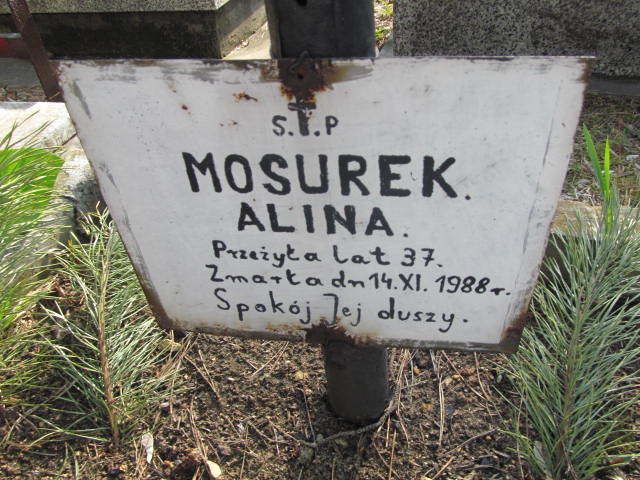 S.†.P
MOSUREK.
ALINA.
Przeżyła lat 37.
Zmarła dn 14.XI. 1988 r.
Spokój Jej duszy.